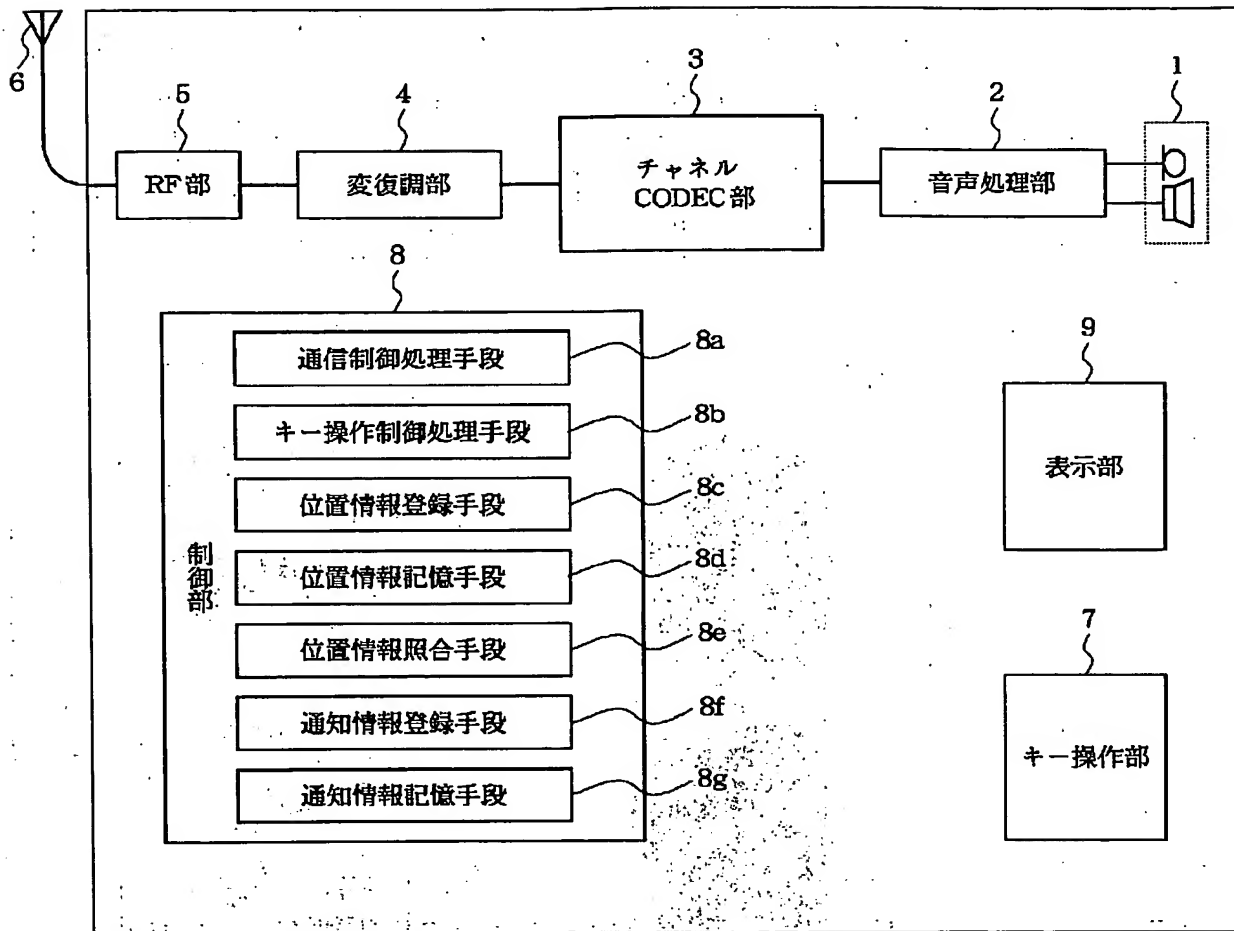 6
5
4
3
2
1
RF部
変復調部
チャネル
CODEC部
音声処理部
8
制御部
通信制御処理手段
8a
キー操作制御処理手段
8b
位置情報登録手段
8c
位置情報記憶手段
8d
位置情報照合手段
8e
通知情報登録手段
8f
通知情報記憶手段
8g
9
表示部
7
キー操作部